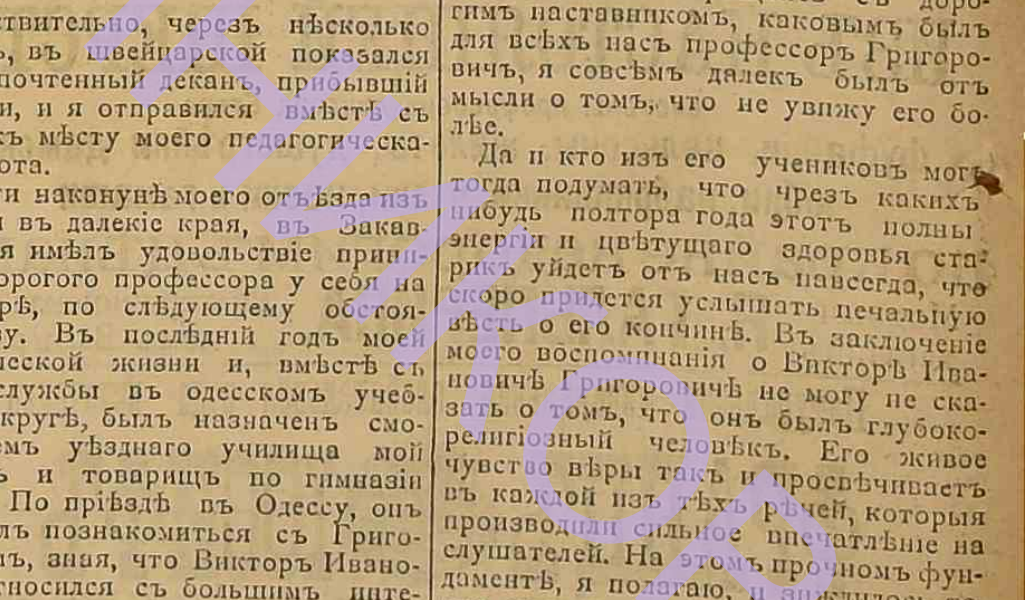 ствительно, черезъ нѣсколько
ь, въ швейцарской показался
почтенный деканъ, прибывшій
и, и я отправился вмѣстѣ съ
къ мѣсту моего педагогическа-
ота.
ти наканунѣ моего отъѣзда изъ
и въ далекіе края, въ Закав-
я имѣлъ удовольствіе прини-
орогого профессора у себя на
рѣ, по слѣдующему обстоя-
ву. Въ послѣдній годъ моей
ческой жизни и, вмѣстѣ съ
службы въ одесскомъ учеб-
кругѣ, былъ назначенъ смо-
емъ уѣзднаго училища мой
ь и товарищъ по гимназіи
По пріѣздѣ въ Одессу, онъ
лъ познакомиться съ Григо-
мъ, зная, что Викторъ Ивано-
тносился съ большимъ инте-
гимъ наставникомъ, каковымъ былъ
для всѣхъ насъ профессоръ Григоро-
вичъ, я совсѣмъ далекъ былъ отъ
мысли о томъ, что не увижу его бо-
лѣе.
Да и кто изъ его учениковъ могъ
тогда подумать, что чрезъ какихъ
нибудь полтора года этотъ полны
энергіи и цвѣтущаго здоровья ста-
рикъ уйдетъ отъ насъ навсегда, что
скоро придется услышать печальную
вѣсть о его кончинѣ. Въ заключеніе
моего воспоминанія о Викторѣ Ива-
новичѣ Григоровичѣ не могу не ска-
зать о томъ, что онъ былъ глубоко-
религіозный человѣкъ. Его живое
чувство вѣры такъ и просвѣчиваетъ
въ каждой изъ тѣхъ рѣчей, которыя
производили сильное впечатлѣніе на
слушателей. На этомъ прочномъ фун-
даментѣ, я полагаю, и